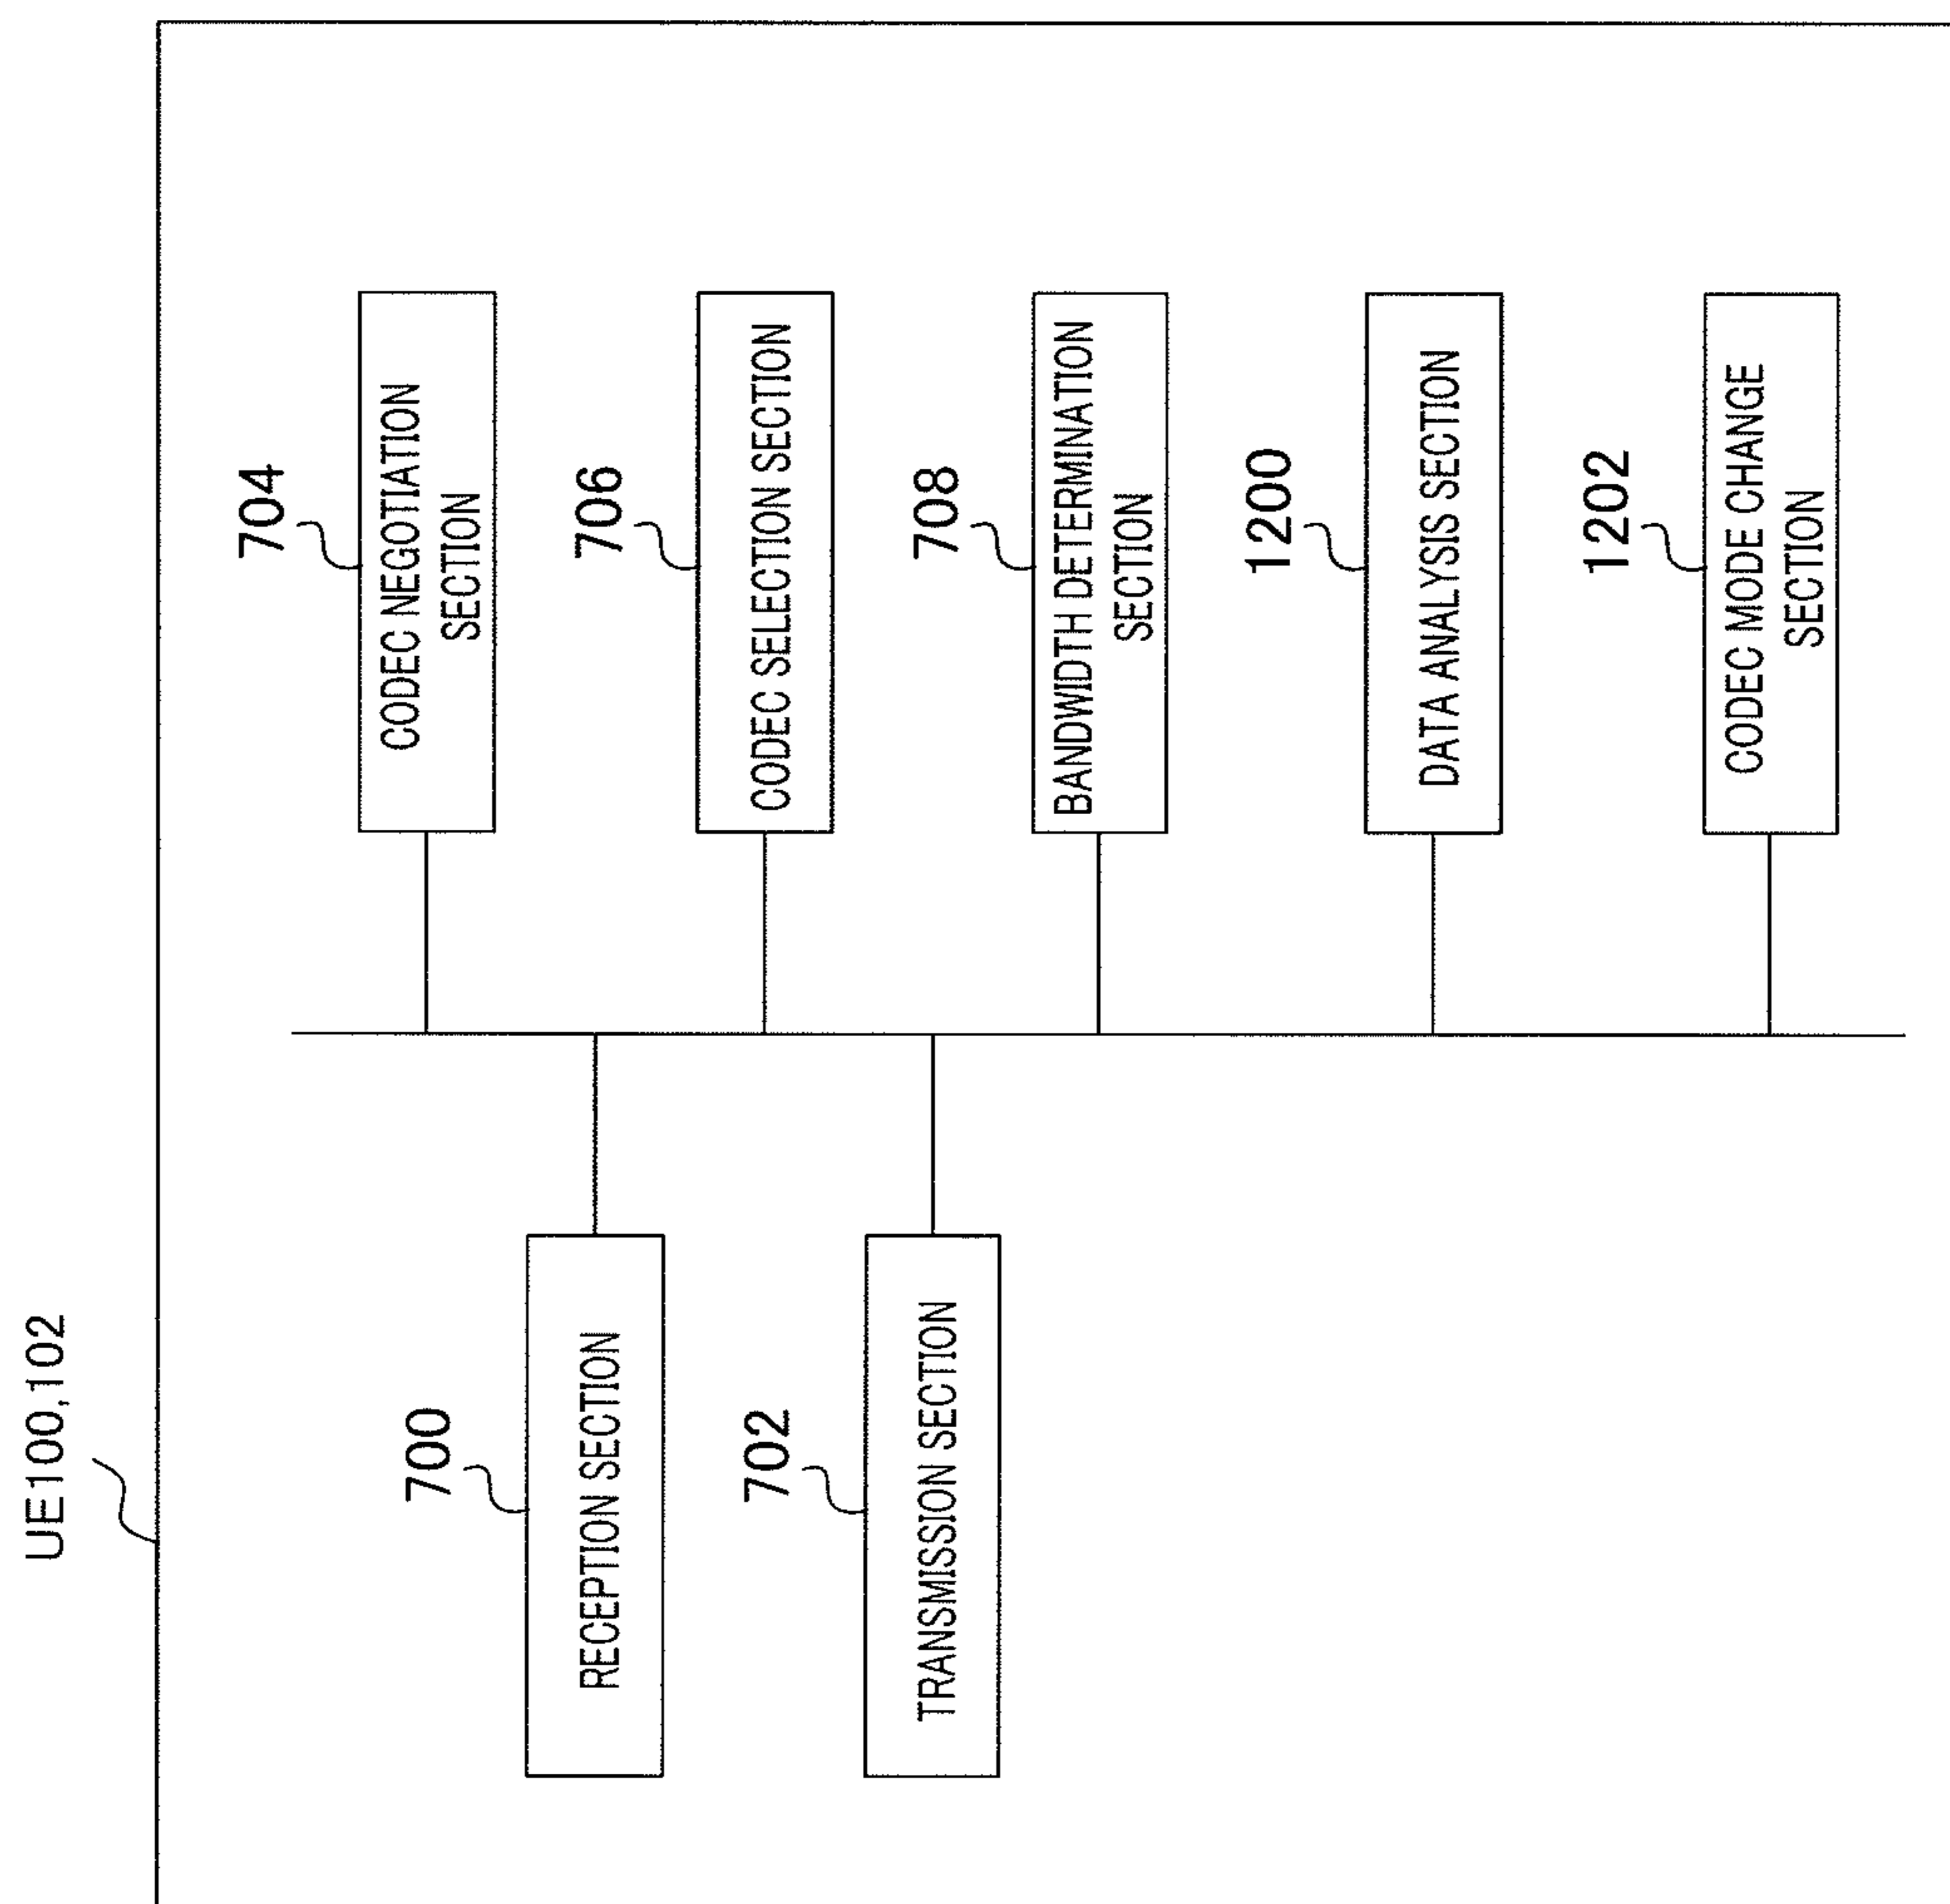 UE100,102
700
RECEPTION SECTION
702
TRANSMISSION SECTION
704
CODEC NEGOTIATION
SECTION
706
CODEC SELECTION SECTION
708
BANDWIDTH DETERMINATION
SECTION
1200
DATA ANALYSIS SECTION
1202
CODEC MODE CHANGE
SECTION